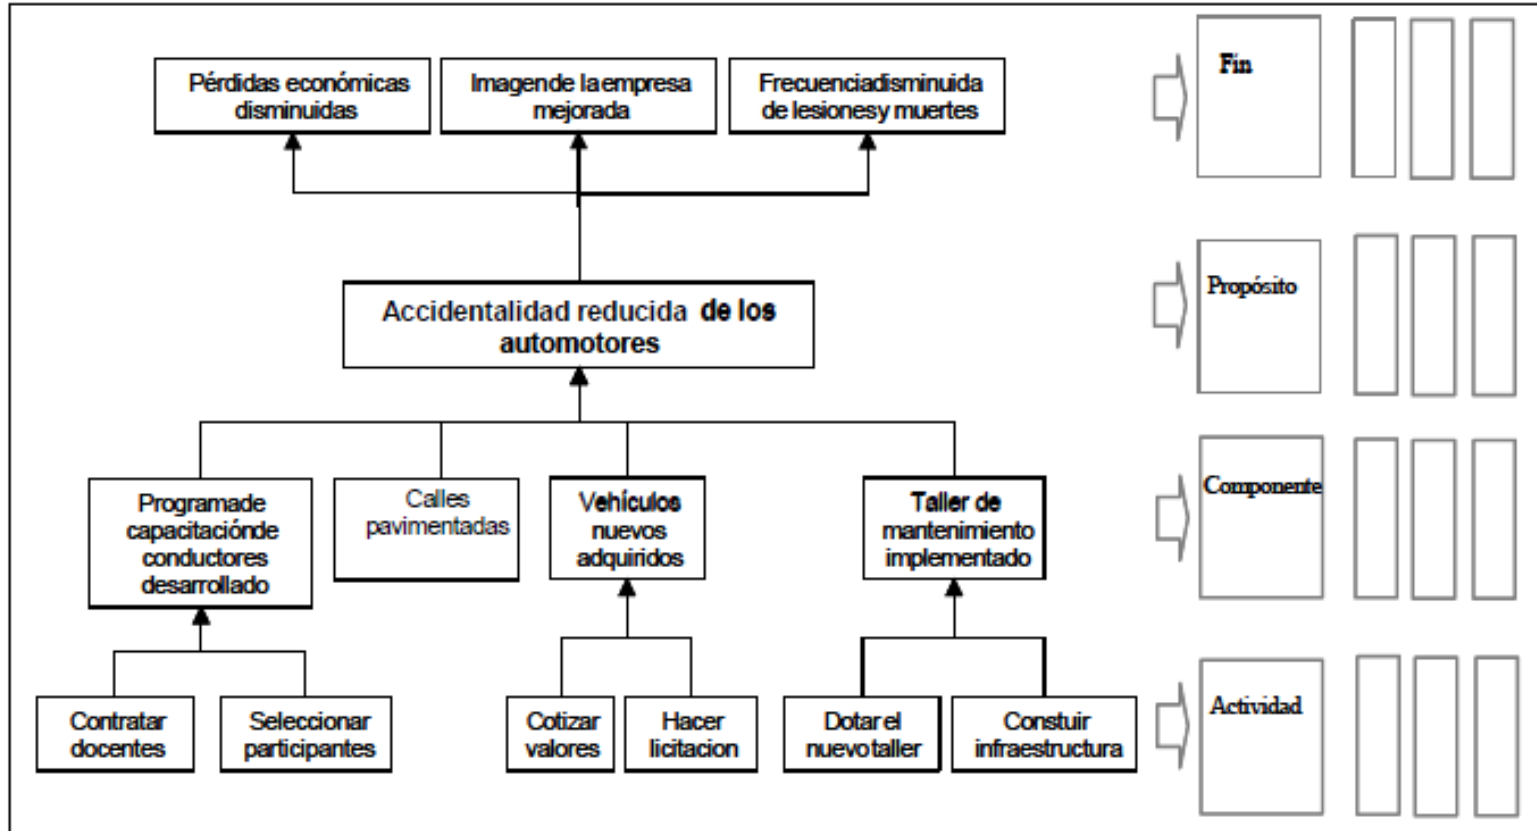 Pérdidas económicas
disminuidas
Imagende laempresa
mejorada
Frecuenciadisminuida
de lesionesy muertes
Fin
Accidentalidad reducida de los
automotores
Propósito
Programade
capacitaciónde
conductores
desarrollado
Calles
pavimentadas
Vehículos
nuevos
adquiridos
Taller de
mantenimiento
implementado
Componente
Contratar
docentes
Seleccionar
participantes
Cotizar
valores
Hacer
licitacion
Dotarel
nuevotaller
Constuir
infraestructura
Actividad